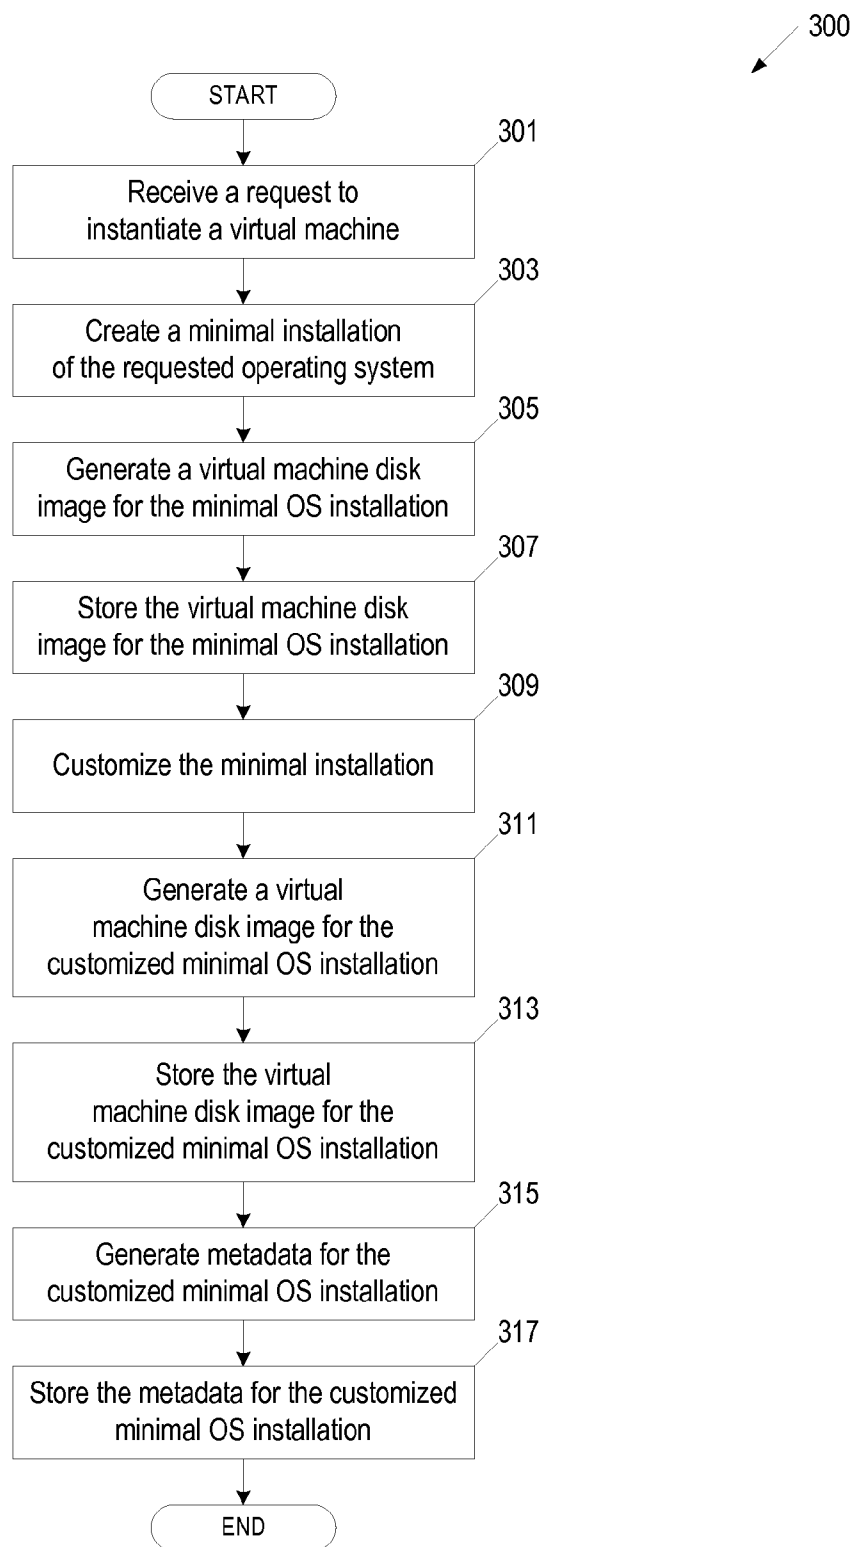 300
START
301
Receive a request to
instantiate a virtual machine
303
Create a minimal installation
of the requested operating system
305
Generate a virtual machine disk
image for the minimal OS installation
307
Store the virtual machine disk
image for the minimal OS installation
309
Customize the minimal installation
311
Generate a virtual
machine disk image for the
customized minimal OS installation
313
Store the virtual
machine disk image for the
customized minimal OS installation
315
Generate metadata for the
customized minimal OS installation
317
Store the metadata for the customized
minimal OS installation
END